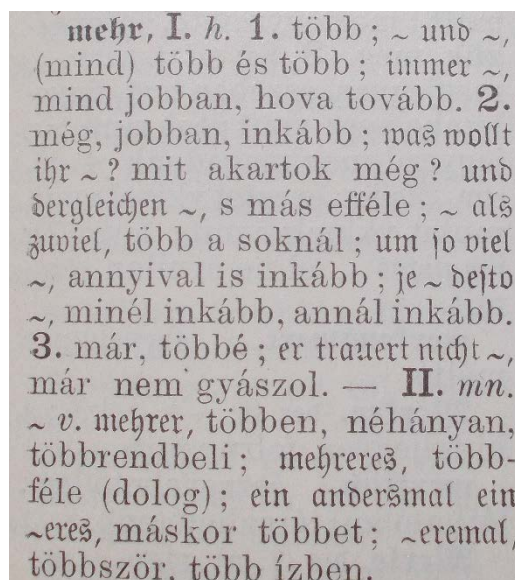 mehr, I. h. 1. több; ~ und ~,
(mind) több és több; immer ~,
mind jobban, hova tovább. 2.
még, jobban, inkább; was wollt
ihr ~? mit akartok még? und
dergleichen ~, s más efféle; ~ als
zuviel, több a soknál; um so viel
~, annyival is inkább; je ~ desto
~, minél inkább, annál inkább.
3. már, többé; er trauert nicht ~,
már nem gyászol. — II. mn.
~ v. mehrer, többen, néhányan,
többrendbeli; mehreres, több-
féle (dolog); ein andersmal ein
~eres, máskor többet; ~eremal,
többször, több ízben.